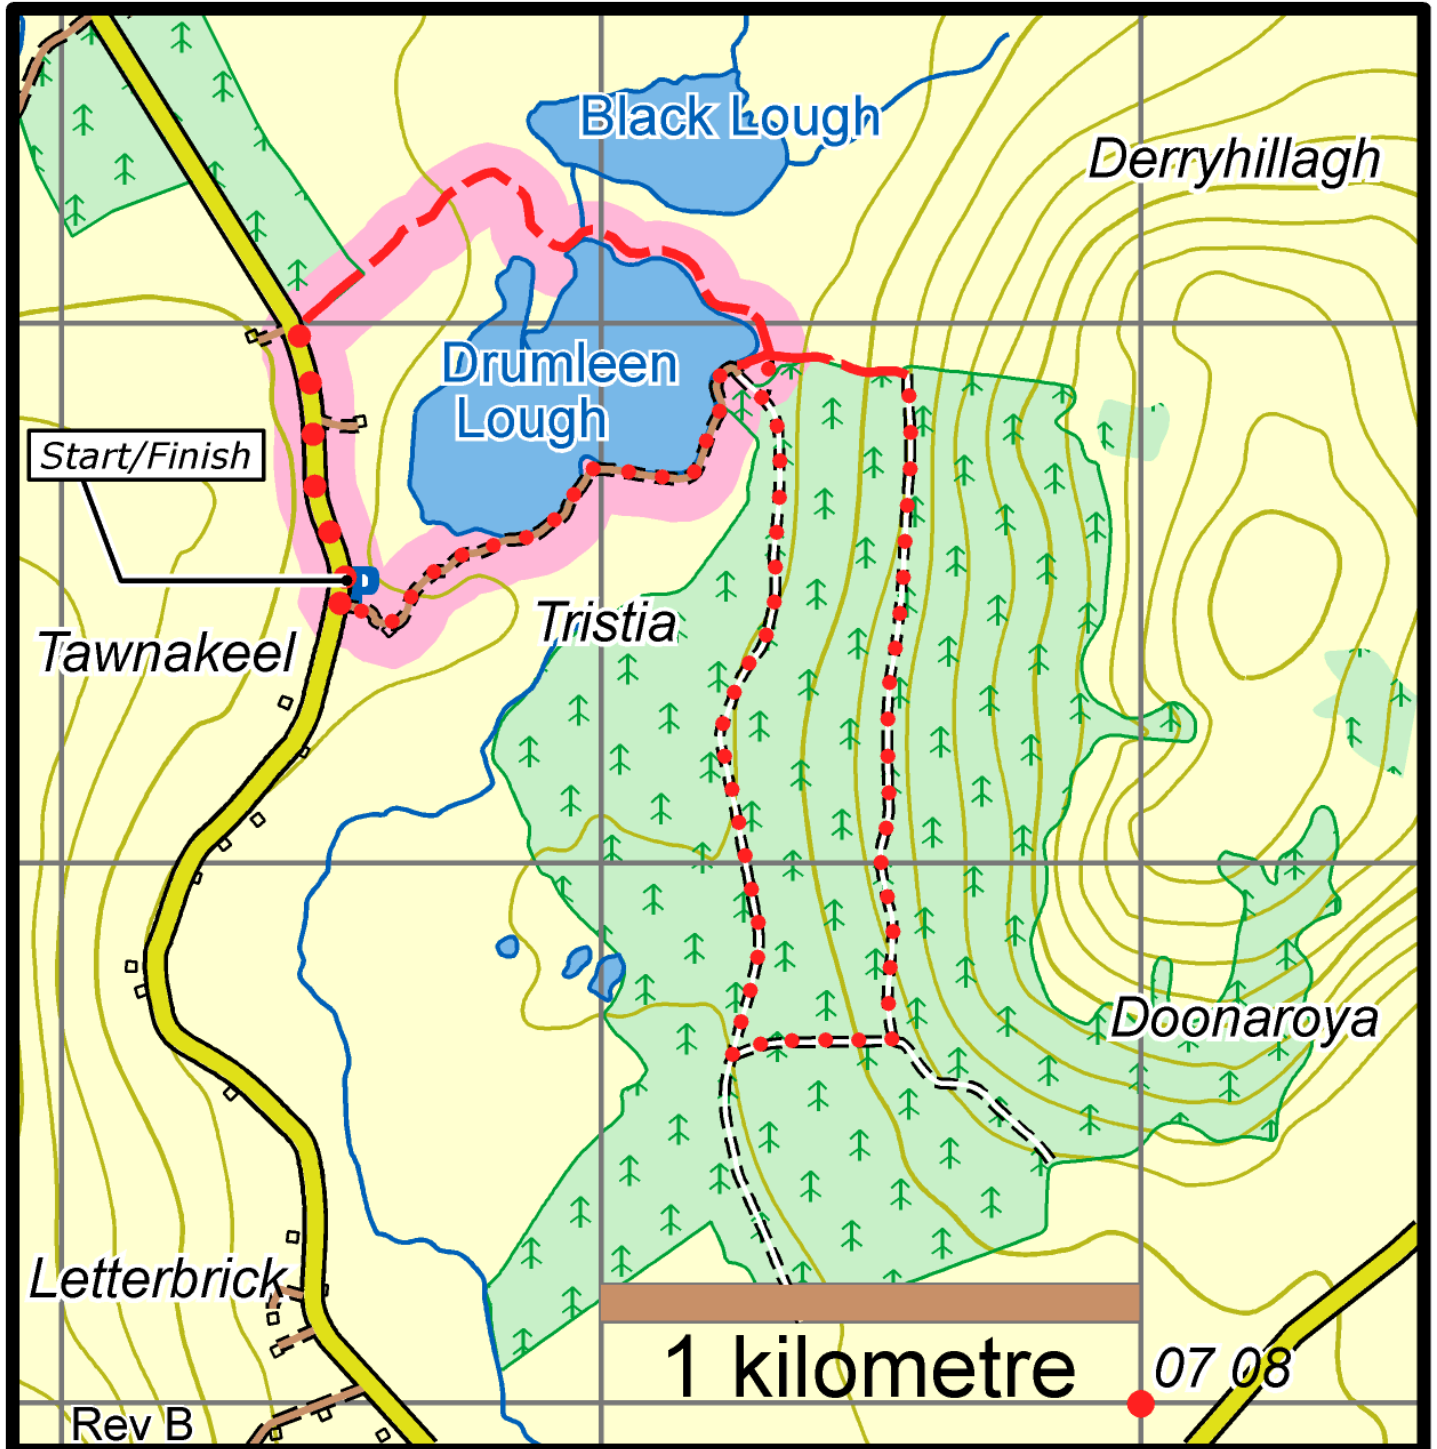 Black Lough
Derryhillagh
Drumleen
Lough
Start/Finish
P
Tristia
Tawnakeel
Doonaroya
Letterbrick
1 kilometre
07 08
Rev B